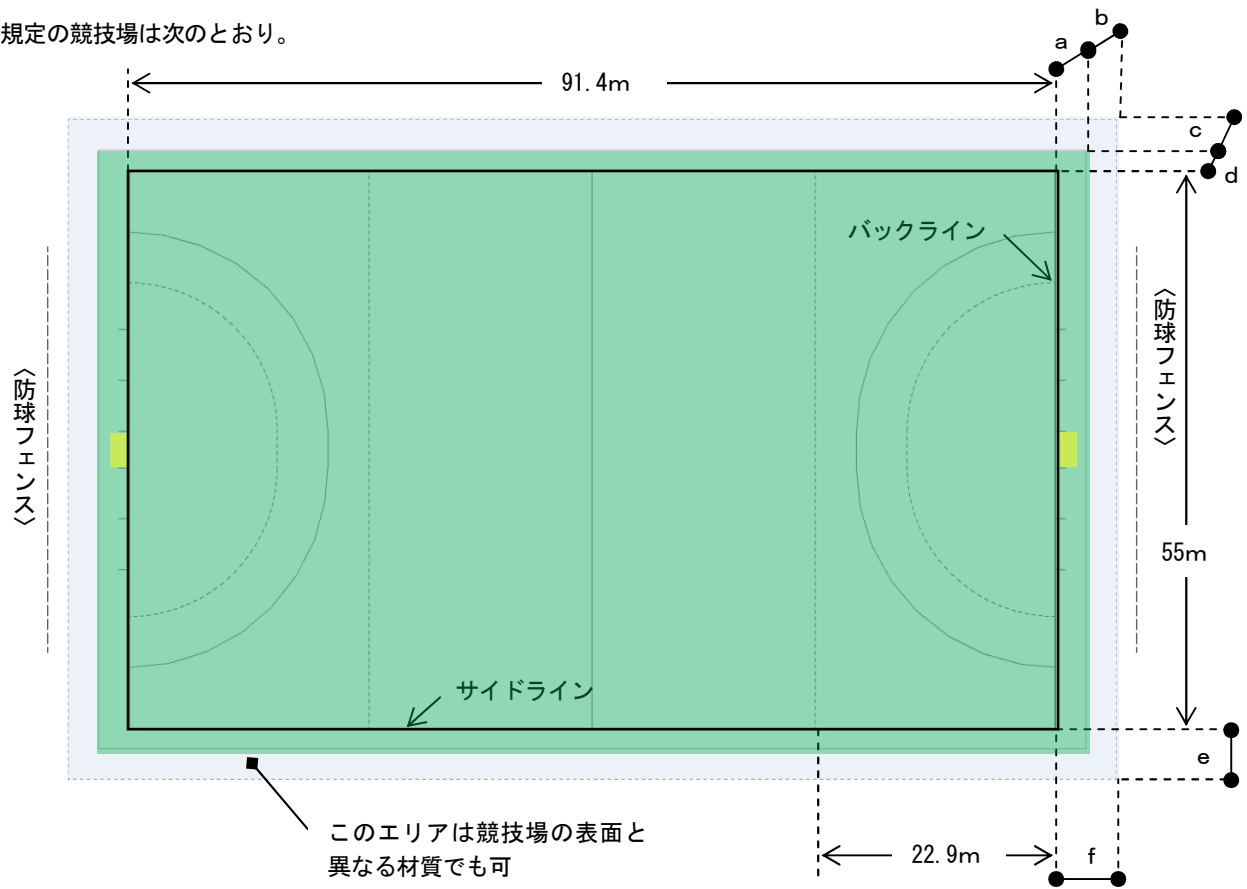 規定の競技場は次のとおり。
b
a
91.4m
c
d
バックライン
〈防球フェンス〉
〈防球フェンス〉
55m
サイドライン
e
このエリアは競技場の表面と
異なる材質でも可
22.9m
f